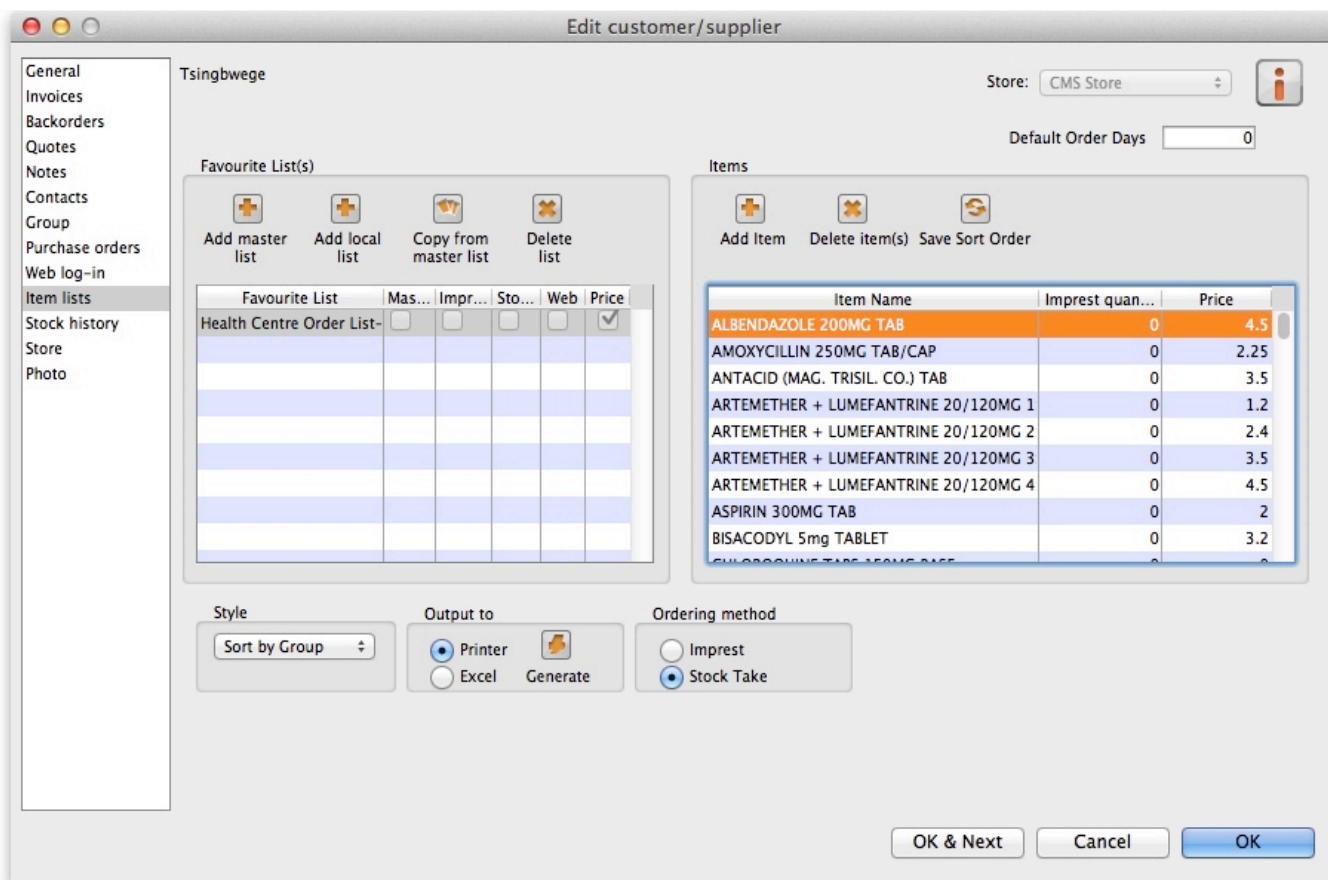 Edit customer/supplier
General
Invoices
Backorders
Quotes
Notes
Contacts
Group
Purchase orders
Web log-in
Item lists
Stock history
Store
Photo
Tsingbwege
Store: CMS Store
Default Order Days 0
Favourite List(s)
Add master list
Add local list
Copy from master list
Delete list
Favourite List Mas... Impr... Sto... Web Price
Health Centre Order List-
Items
Add Item Delete item(s) Save Sort Order
Item Name Imprest quan... Price
ALBENDAZOLE 200MG TAB 0 4.5
AMOXYCILLIN 250MG TAB/CAP 0 2.25
ANTACID (MAG. TRISIL. CO.) TAB 0 3.5
ARTEMETHER + LUMEFANTRINE 20/120MG 1 0 1.2
ARTEMETHER + LUMEFANTRINE 20/120MG 2 0 2.4
ARTEMETHER + LUMEFANTRINE 20/120MG 3 0 3.5
ARTEMETHER + LUMEFANTRINE 20/120MG 4 0 4.5
ASPIRIN 300MG TAB 0 2
BISACODYL 5mg TABLET 0 3.2
Style
Sort by Group
Output to
Printer
Excel
Generate
Ordering method
Imprest
Stock Take
OK & Next Cancel OK